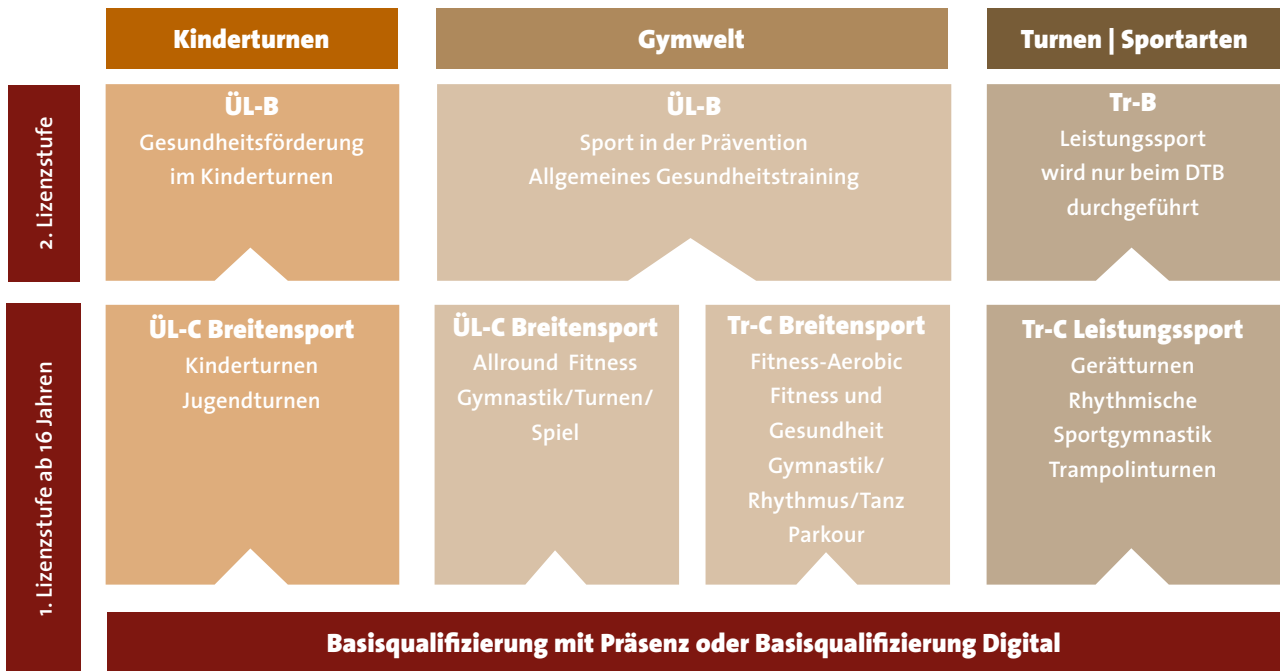 Kinderturnen
Gymwelt
Turnen | Sportarten
2. Lizenzstufe
ÜL-B
Gesundheitsförderung
im Kinderturnen
ÜL-B
Sport in der Prävention
Allgemeines Gesundheitstraining
Tr-B
Leistungssport
wird nur beim DTB
durchgeführt
1. Lizenzstufe ab 16 Jahren
ÜL-C Breitensport
Kinderturnen
Jugendturnen
ÜL-C Breitensport
Allround Fitness
Gymnastik/Turnen/
Spiel
Tr-C Breitensport
Fitness-Aerobic
Fitness und
Gesundheit
Gymnastik/
Rhythmus/Tanz
Parkour
Tr-C Leistungssport
Gerätturnen
Rhythmische
Sportgymnastik
Trampolinturnen
Basisqualifizierung mit Präsenz oder Basisqualifizierung Digital